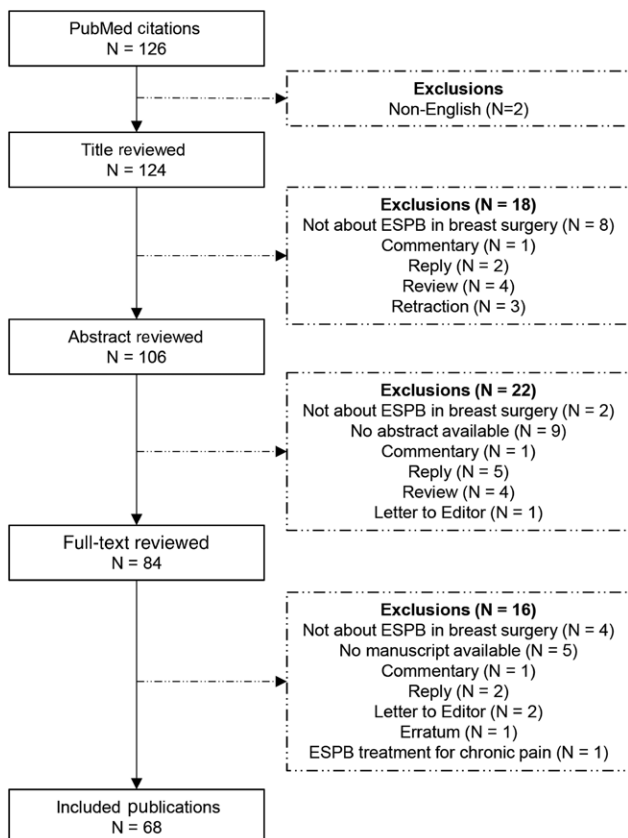 PubMed citations
N = 126
Exclusions
Non-English (N=2)
Title reviewed
N = 124
Exclusions (N = 18)
Not about ESPB in breast surgery (N = 8)
Commentary (N = 1)
Reply (N = 2)
Review (N = 4)
Retraction (N = 3)
Abstract reviewed
N = 106
Exclusions (N = 22)
Not about ESPB in breast surgery (N = 2)
No abstract available (N = 9)
Commentary (N = 1)
Reply (N = 5)
Review (N = 4)
Letter to Editor (N = 1)
Full-text reviewed
N = 84
Exclusions (N = 16)
Not about ESPB in breast surgery (N = 4)
No manuscript available (N = 5)
Commentary (N = 1)
Reply (N = 2)
Letter to Editor (N = 2)
Erratum (N = 1)
ESPB treatment for chronic pain (N = 1)
Included publications
N = 68